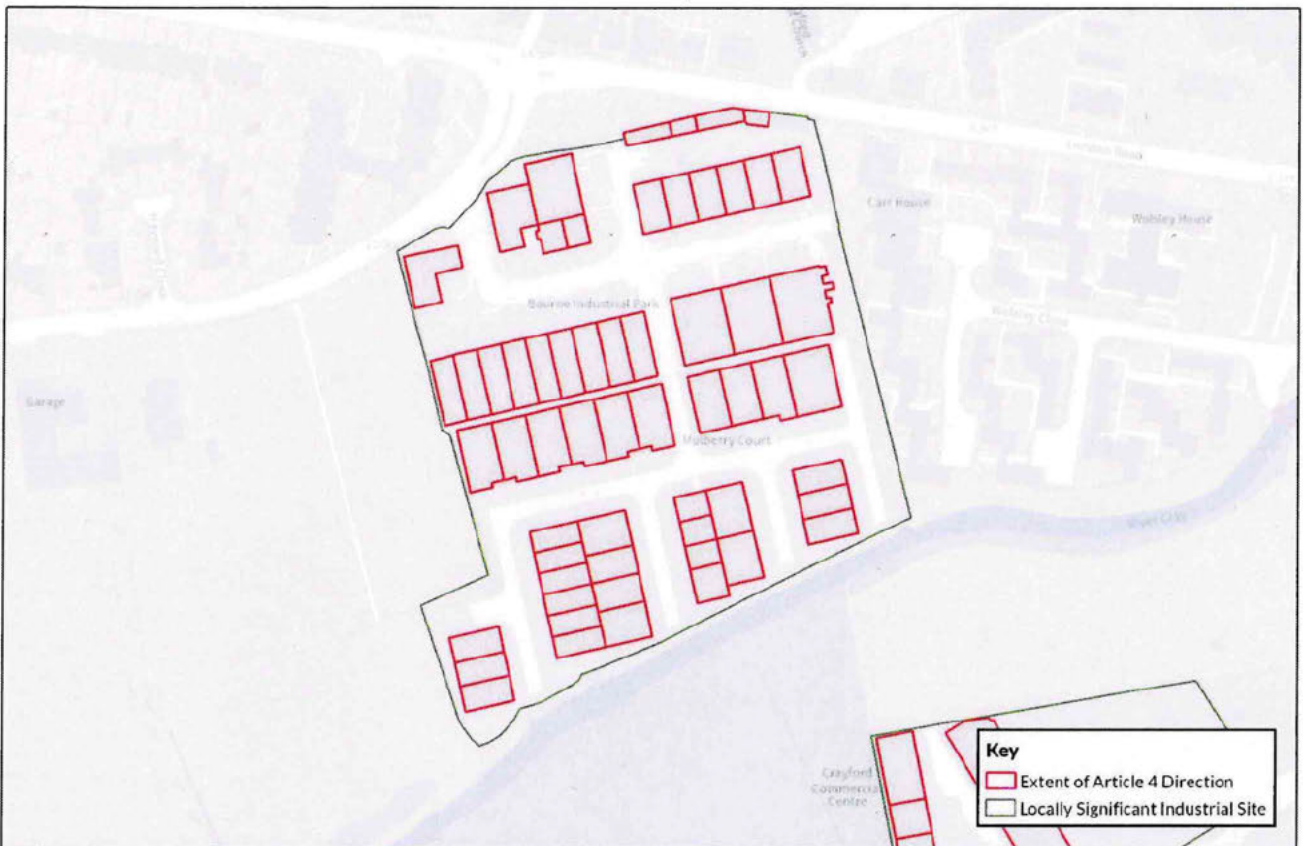 London Road
Carr House
Wolsley House
Bourne Industrial Park
Wolsley Close
Garage
Mulberry Court
Crayford
Commercial
Centre
Key
Extent of Article 4 Direction
Locally Significant Industrial Site